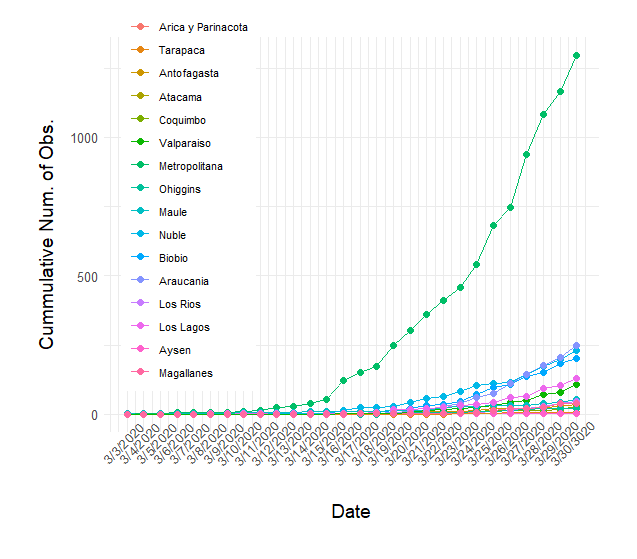 Arica y Parinacota
Tarapaca
Antofagasta
Atacama
Coquimbo
Valparaiso
Metropolitana
Ohiggins
Maule
Nuble
Biobio
Araucania
Los Rios
Los Lagos
Aysen
Magallanes
Cummulative Num. of Obs.
1000
500
0
3/3/2020
3/4/2020
3/5/2020
3/6/2020
3/7/2020
3/8/2020
3/9/2020
3/10/2020
3/11/2020
3/12/2020
3/13/2020
3/14/2020
3/15/2020
3/16/2020
3/17/2020
3/18/2020
3/19/2020
3/20/2020
3/21/2020
3/22/2020
3/23/2020
3/24/2020
3/25/2020
3/26/2020
3/27/2020
3/28/2020
3/29/2020
3/30/3020
Date